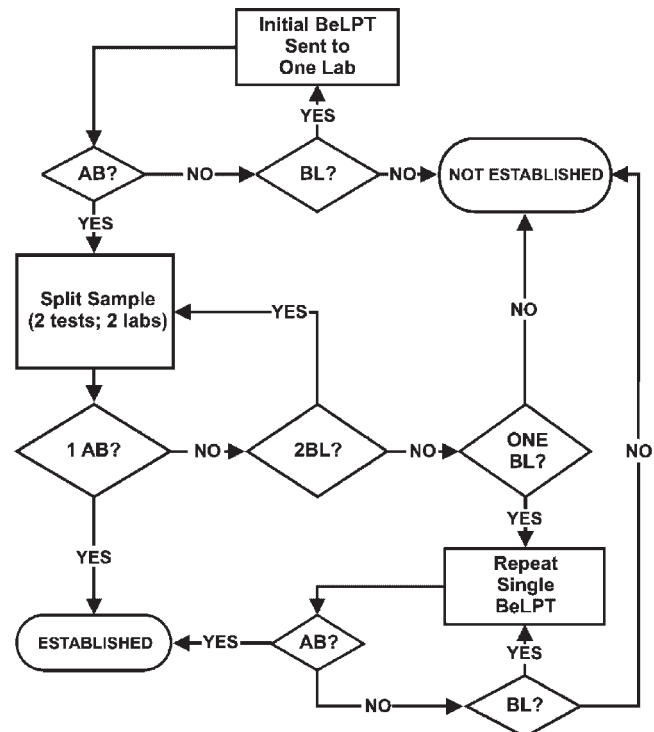 Initial BeLPT
Sent to
One Lab
YES
AB?
NO
BL?
NO
NOT ESTABLISHED
YES
Split Sample
(2 tests; 2 labs)
YES
NO
1 AB?
NO
2BL?
NO
ONE
BL?
NO
YES
YES
Repeat
Single
BeLPT
ESTABLISHED
YES
AB?
YES
NO
BL?